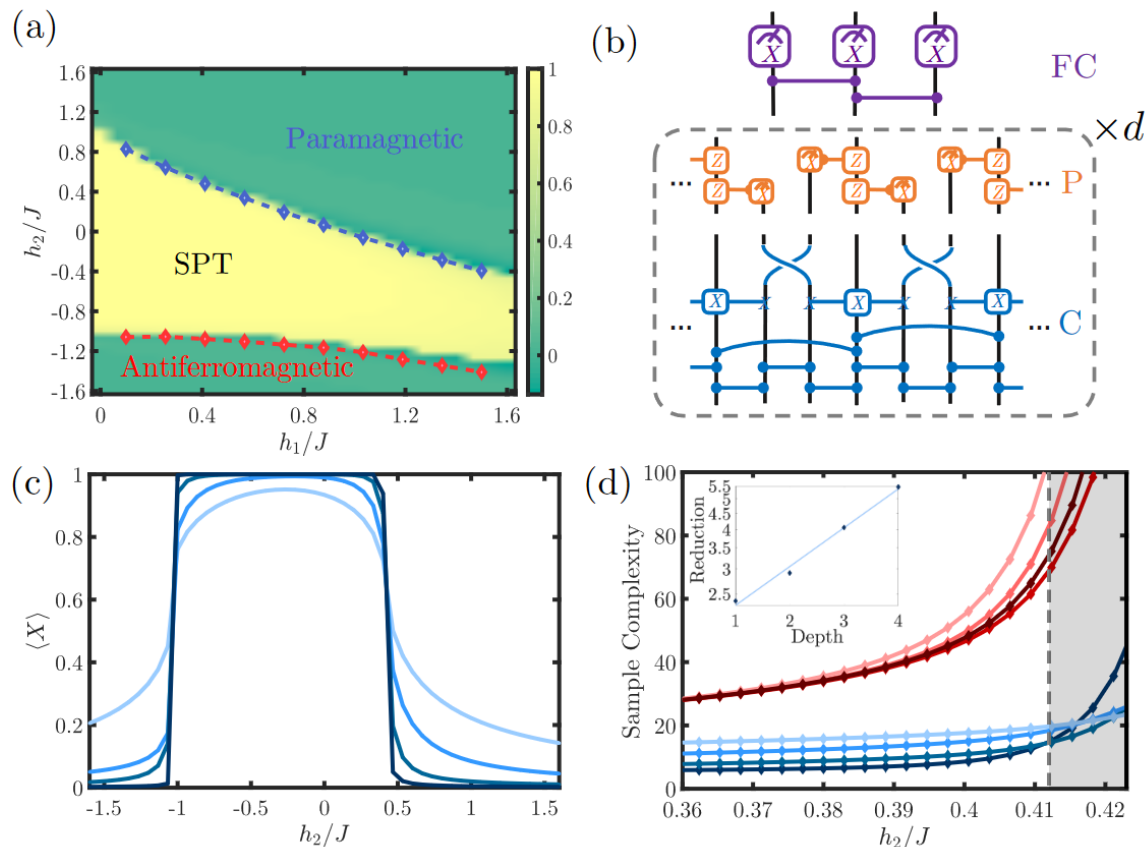 (a)
1.6
1.2
0.8
0.4
0
-0.4
-0.8
-1.2
-1.6
h₂/J
0
0.4
0.8
1.2
1.6
h₁/J
Paramagnetic
SPT
Antiferromagnetic
1
0.8
0.6
0.4
0.2
0
(b)
X X X
FC
×d
Z X Z X Z
... Z X Z X Z ...
P
X X X X X X X
... ... C
(c)
1
0.8
0.6
0.4
0.2
0
⟨X⟩
-1.5
-1
-0.5
0
0.5
1
1.5
h₂/J
(d)
100
80
60
40
20
0
Sample Complexity
0.36
0.37
0.38
0.39
0.4
0.41
0.42
h₂/J
5.5
5
4.5
4
3.5
3
2.5
Reduction
1
2
3
4
Depth